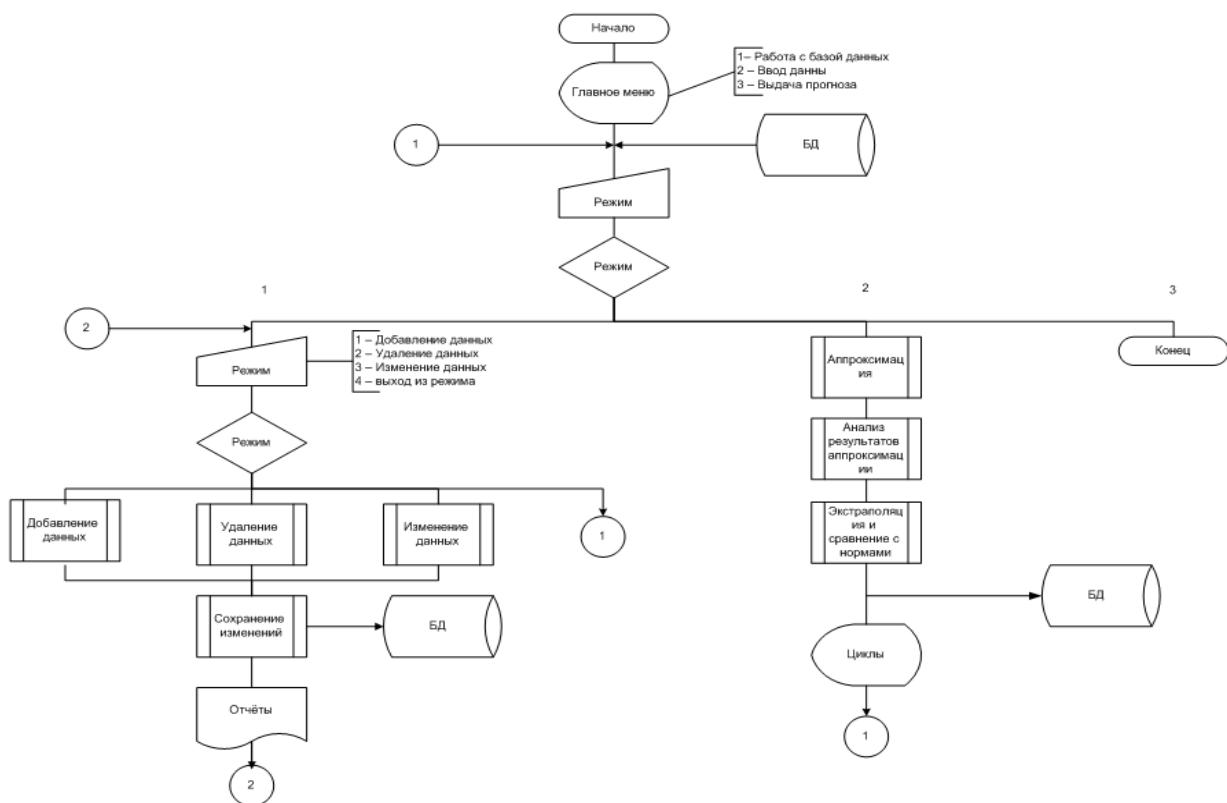 Начало
Главное меню
1– Работа с базой данных
2 – Ввод данны
3 – Выдача прогноза
1
БД
Режим
Режим
1
2
3
2
Режим
1 – Добавление данных
2 – Удаление данных
3 – Изменение данных
4 – выход из режима
Аппроксимац
ия
Конец
Режим
Анализ
результатов
аппроксимац
ии
Добавление
данных
Удаление
данных
Изменение
данных
1
Экстраполяц
ия и
сравнение с
нормами
Сохранение
изменений
БД
БД
Циклы
Отчёты
1
2